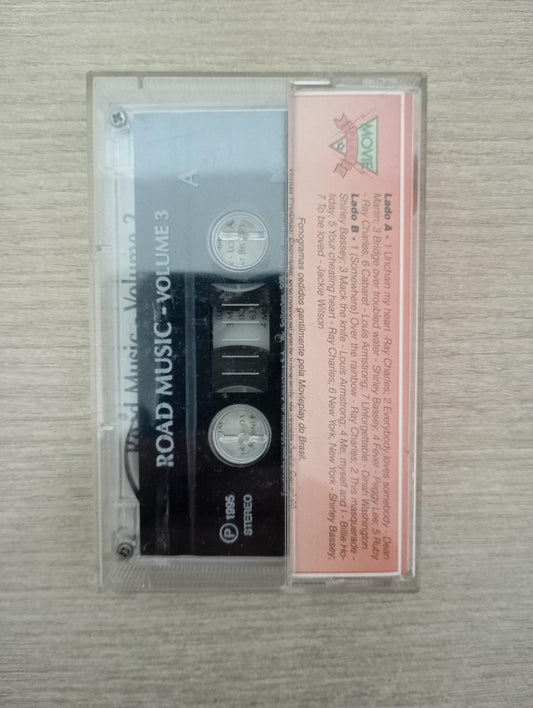 MOVIE
PLAY
Lado A - 1 Unchain my heart - Ray Charles; 2 Everybody loves somebody - Dean
Martin; 3 Bridge over troubled water - Shirley Bassey; 4 Fever - Peggy Lee; 5 Ruby
- Ray Charles; 6 Cabaret - Louis Armstrong; 7 Unforgettable - Dinah Washington
Lado B - 1 (Somewhere) Over the rainbow - Ray Charles; 2 This masquerade -
Shirley Bassey; 3 Mack the knife - Louis Armstrong; 4 Me, myself and I - Billie Ho-
liday; 5 Your cheating heart - Ray Charles; 6 New York, New York - Shirley Bassey;
7 To be loved - Jackie Wilson
Fonogramas cedidos gentilmente pela Movieplay do Brasil.
A
ROAD MUSIC - VOLUME 3
℗ 1995
STEREO
Road Music - Volume 3